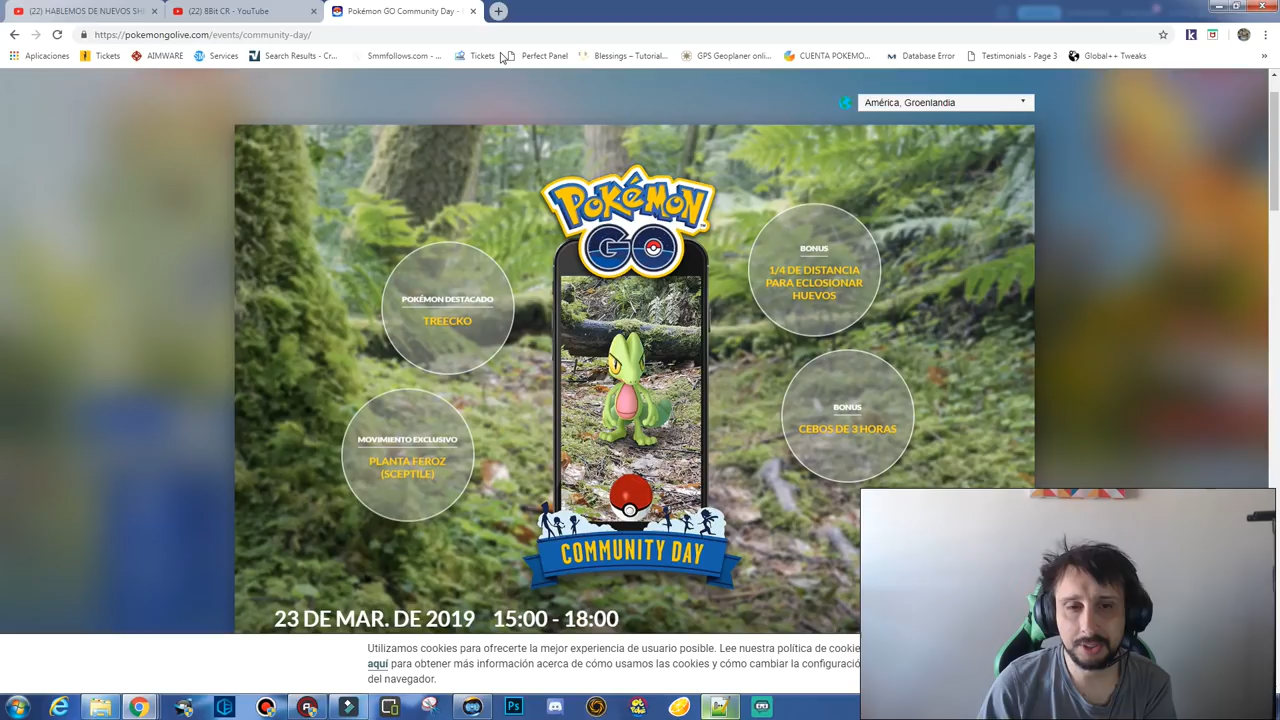 (22) HABLEMOS DE NUEVOS SH
(22) 8Bit CR - YouTube
Pokémon GO Community Day -
https://pokemongolive.com/events/community-day/
Aplicaciones
Tickets
AIMWARE
Services
Search Results - Cr...
Smmfollows.com - ...
Tickets
Perfect Panel
Blessings – Tutorial...
GPS Geoplaner onli...
CUENTA POKEMO...
Database Error
Testimonials - Page 3
Global++ Tweaks
América, Groenlandia
POKÉMON
GO
BONUS
1/4 DE DISTANCIA
PARA ECLOSIONAR
HUEVOS
POKÉMON DESTACADO
TREECKO
BONUS
CEBOS DE 3 HORAS
MOVIMIENTO EXCLUSIVO
PLANTA FEROZ
(SCEPTILE)
COMMUNITY DAY
23 DE MAR. DE 2019 15:00 - 18:00
Utilizamos cookies para ofrecerte la mejor experiencia de usuario posible. Lee nuestra política de cookie
aquí para obtener más información acerca de cómo usamos las cookies y cómo cambiar la configuració
del navegador.